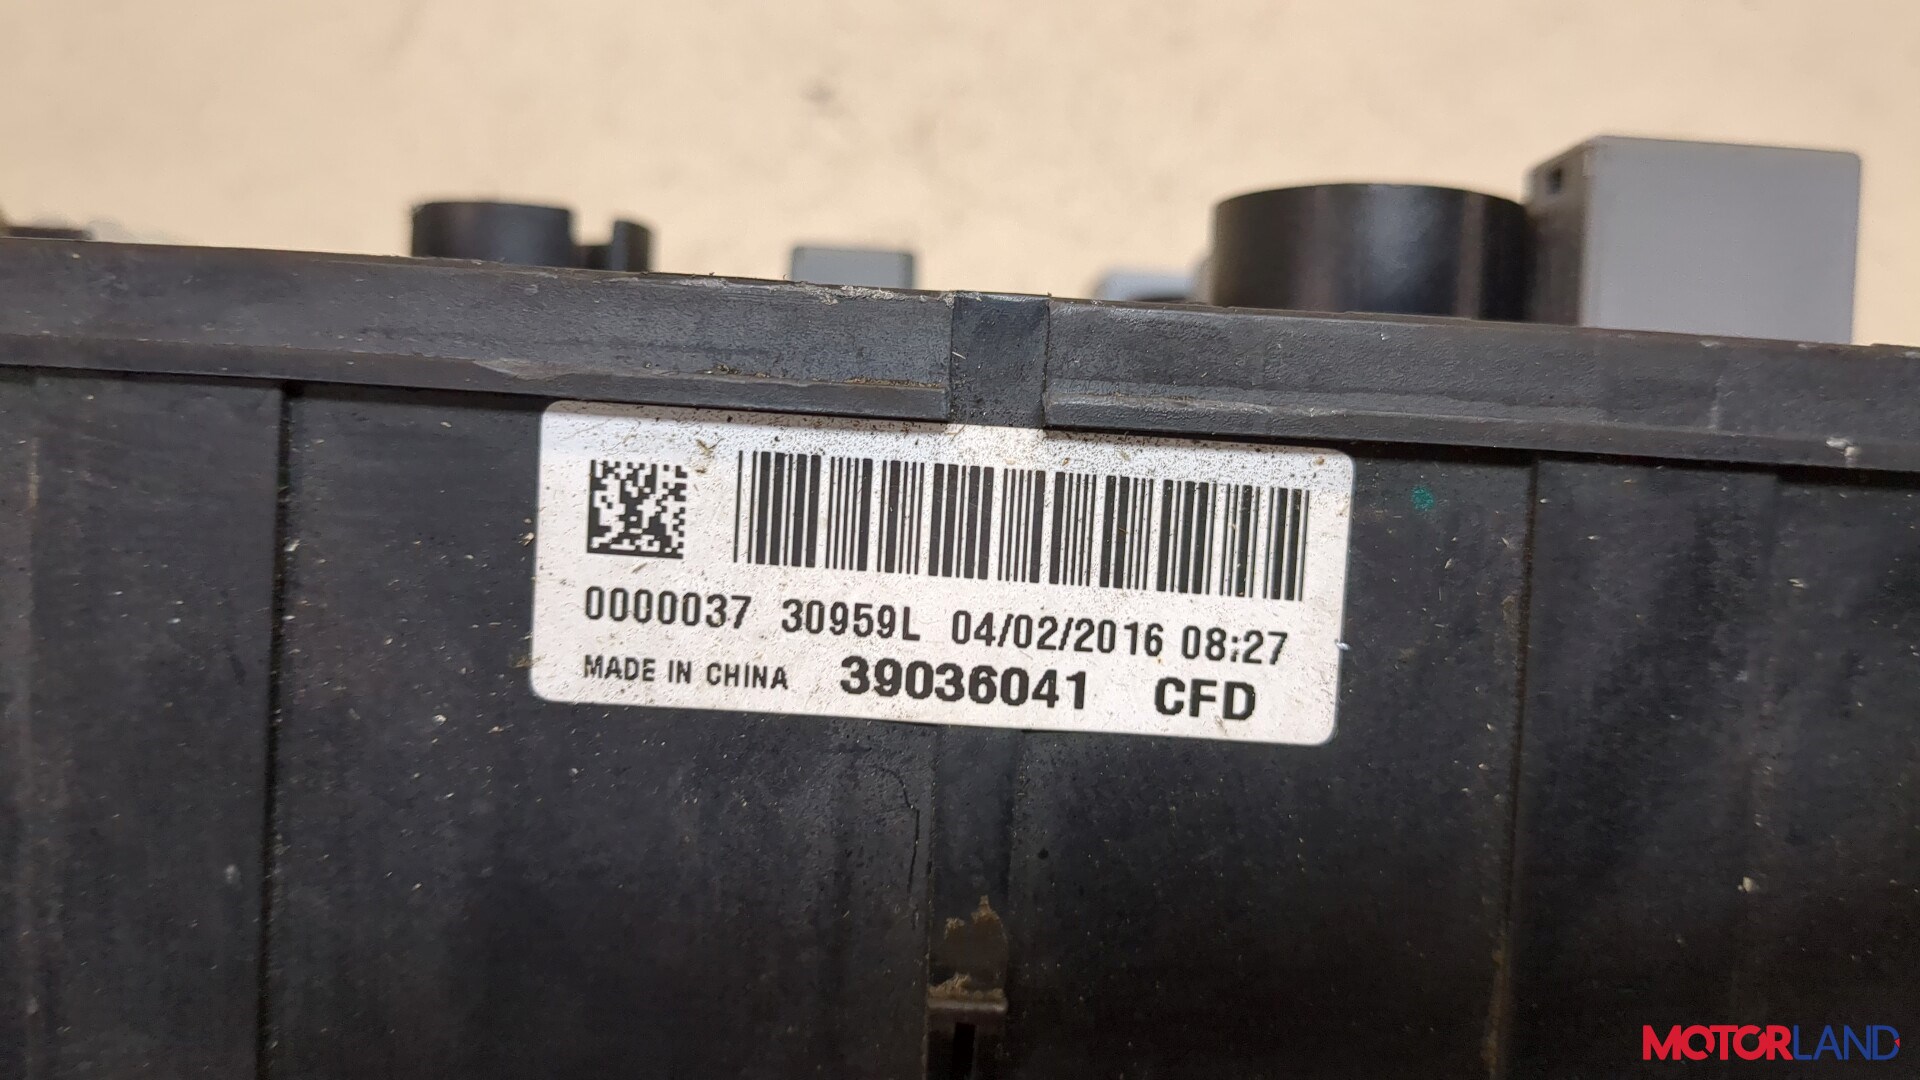 0000037 30959L 04/02/2016 08:27
MADE IN CHINA 39036041 CFD
MOTORLAND